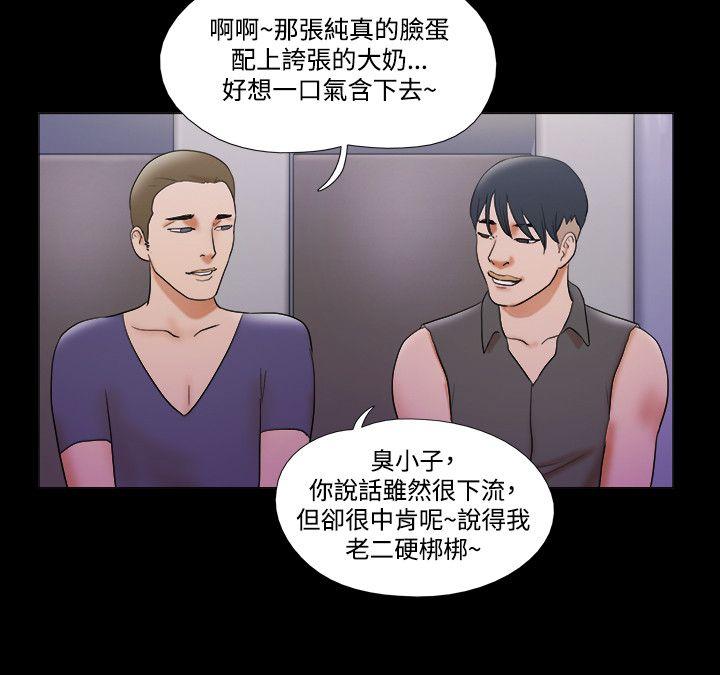 啊啊~那張純真的臉蛋
配上誇張的大奶...
好想一口氣含下去~
臭小子，
你說話雖然很下流，
但卻很中肯呢~說得我
老二硬梆梆~